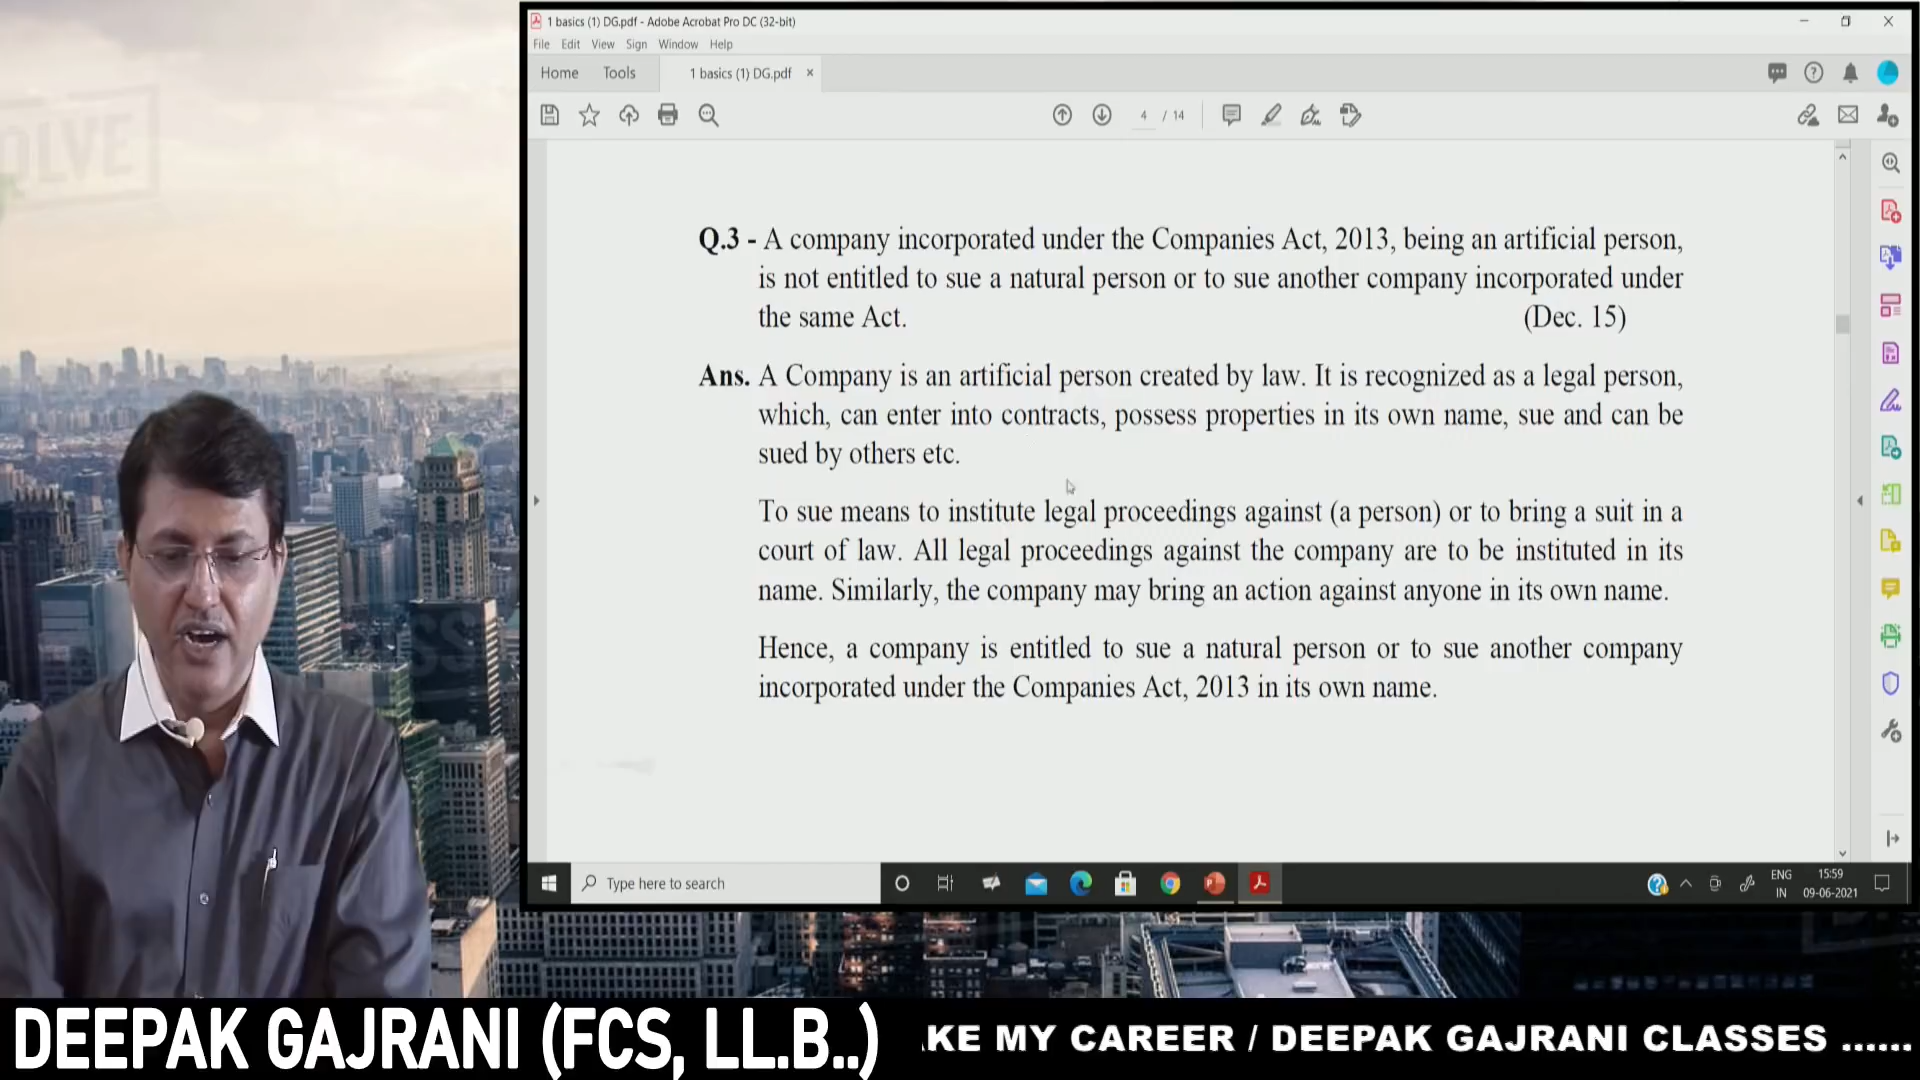 OLVE
1 basics (1) DG.pdf - Adobe Acrobat Pro DC (32-bit)
File Edit View Sign Window Help
Home Tools 1 basics (1) DG.pdf ×
4 / 14
Q.3 - A company incorporated under the Companies Act, 2013, being an artificial person,
is not entitled to sue a natural person or to sue another company incorporated under
the same Act. (Dec. 15)
Ans. A Company is an artificial person created by law. It is recognized as a legal person,
which, can enter into contracts, possess properties in its own name, sue and can be
sued by others etc.
To sue means to institute legal proceedings against (a person) or to bring a suit in a
court of law. All legal proceedings against the company are to be instituted in its
name. Similarly, the company may bring an action against anyone in its own name.
Hence, a company is entitled to sue a natural person or to sue another company
incorporated under the Companies Act, 2013 in its own name.
Type here to search
ENG 15:59
IN 09-06-2021
DEEPAK GAJRANI (FCS, LL.B..)
KE MY CAREER / DEEPAK GAJRANI CLASSES ......